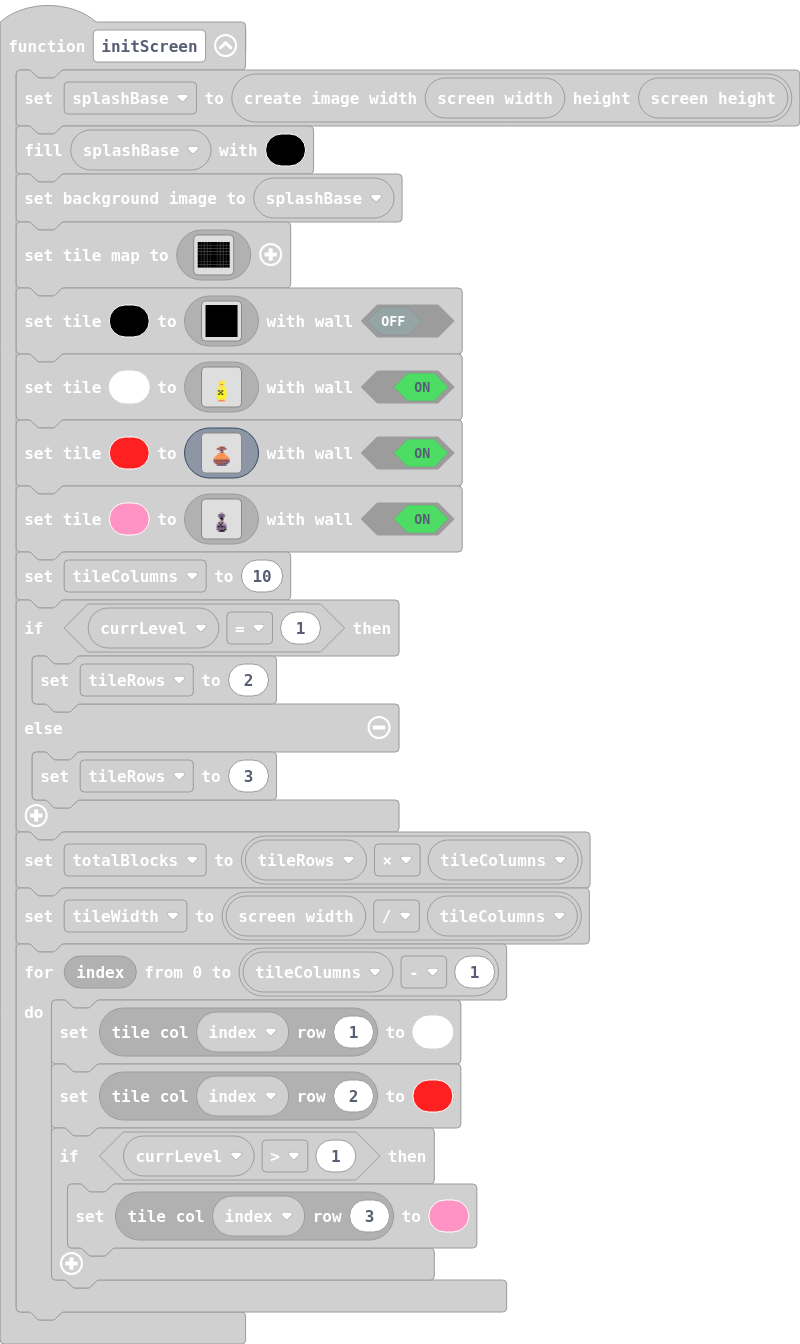 function initScreen
set splashBase to create image width screen width height screen height
fill splashBase with
set background image to splashBase
set tile map to
set tile to with wall OFF
set tile to with wall ON
set tile to with wall ON
set tile to with wall ON
set tileColumns to 10
if currLevel = 1 then
set tileRows to 2
else
set tileRows to 3
set totalBlocks to tileRows × tileColumns
set tileWidth to screen width / tileColumns
for index from 0 to tileColumns - 1
do
set tile col index row 1 to
set tile col index row 2 to
if currLevel > 1 then
set tile col index row 3 to